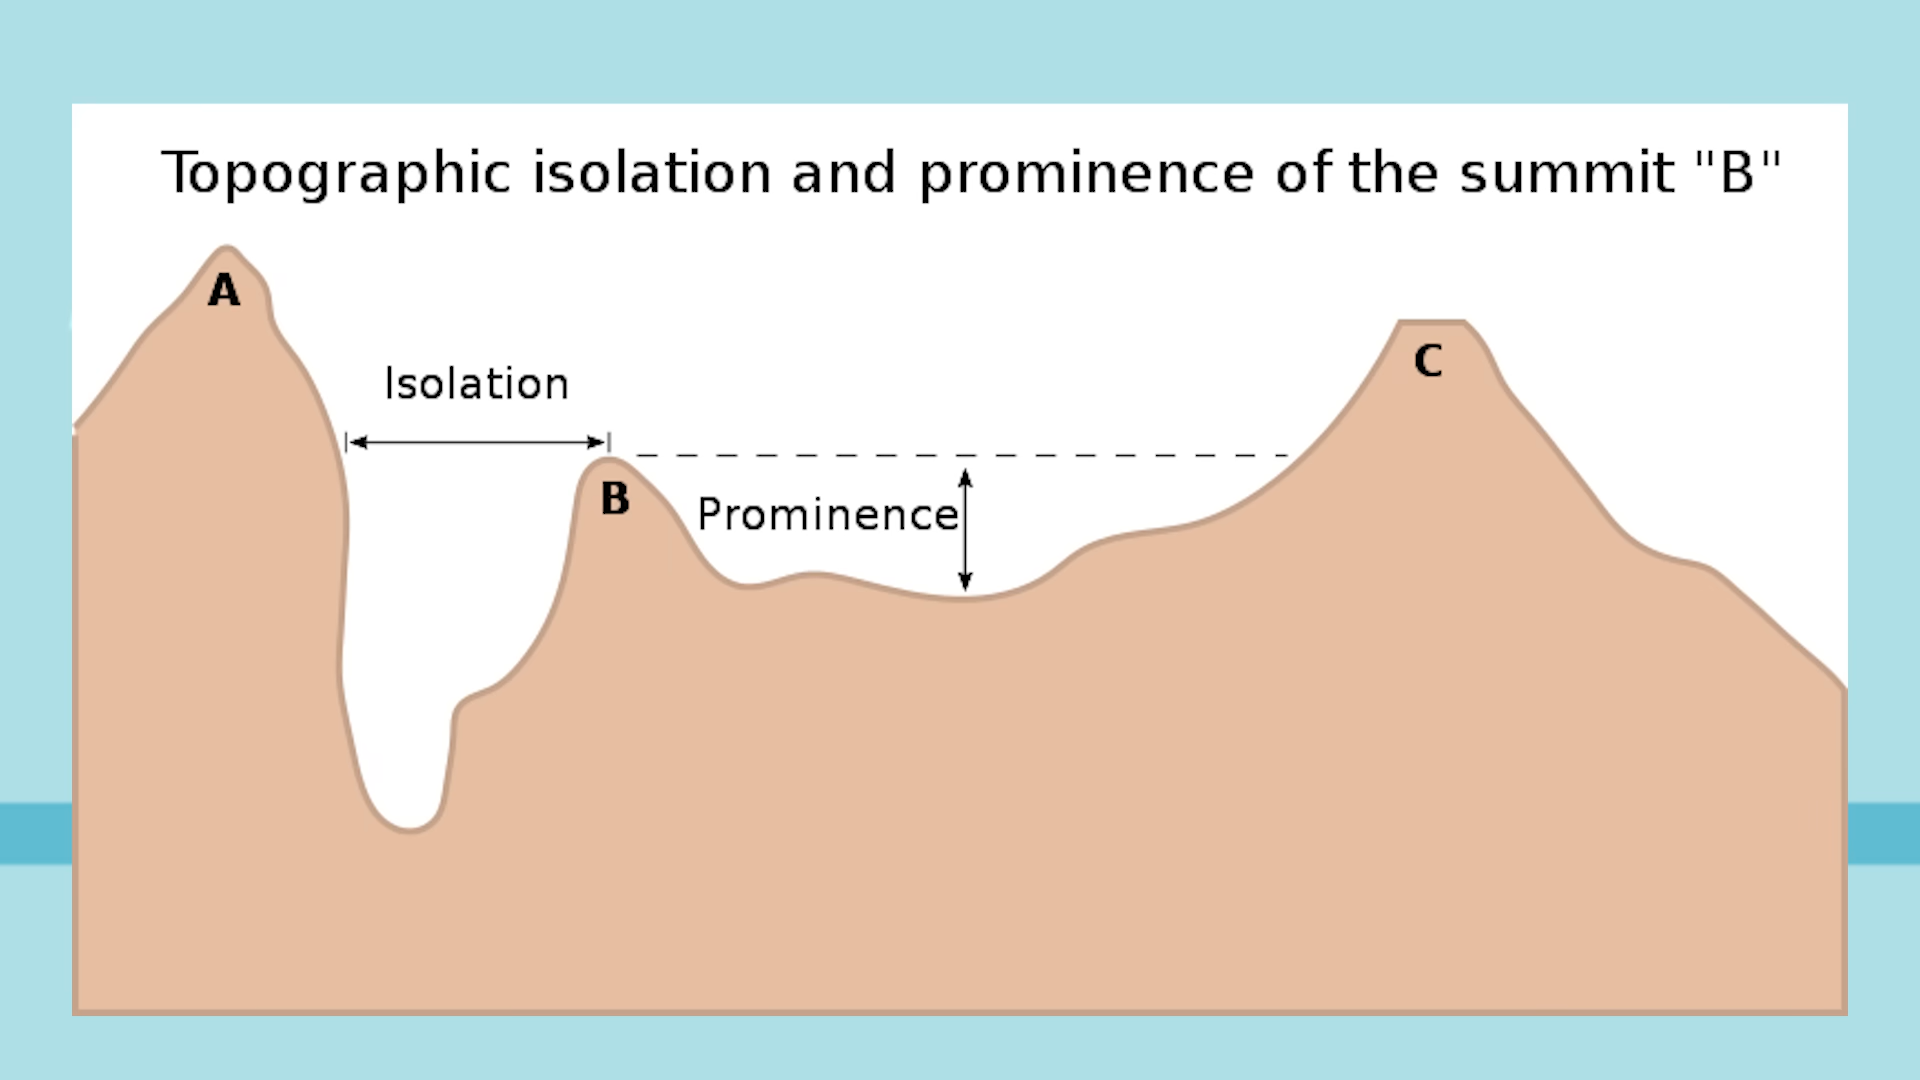 Topographic isolation and prominence of the summit "B"
A
Isolation
C
B
Prominence